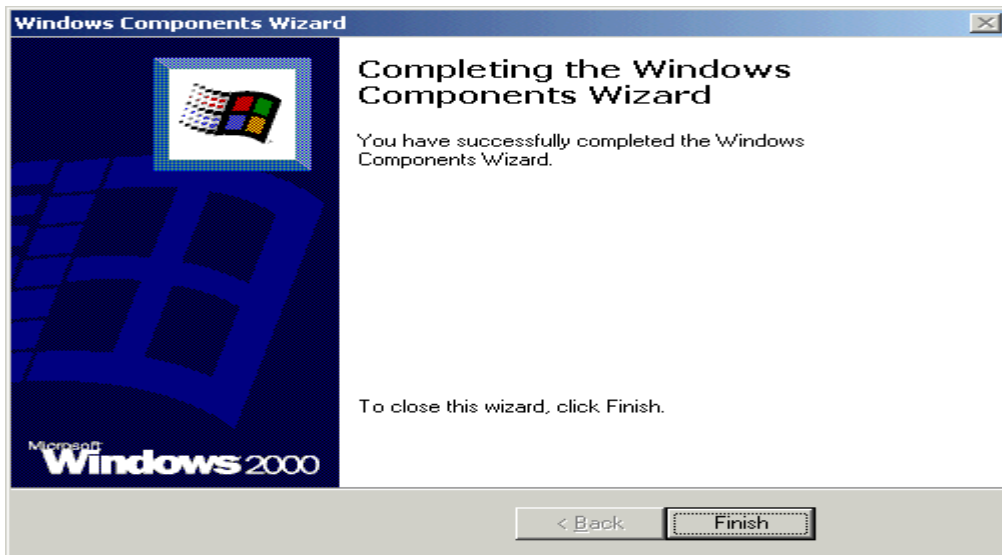 Windows Components Wizard
Completing the Windows
Components Wizard
You have successfully completed the Windows
Components Wizard.
To close this wizard, click Finish.
Microsoft
Windows 2000
< Back
Finish